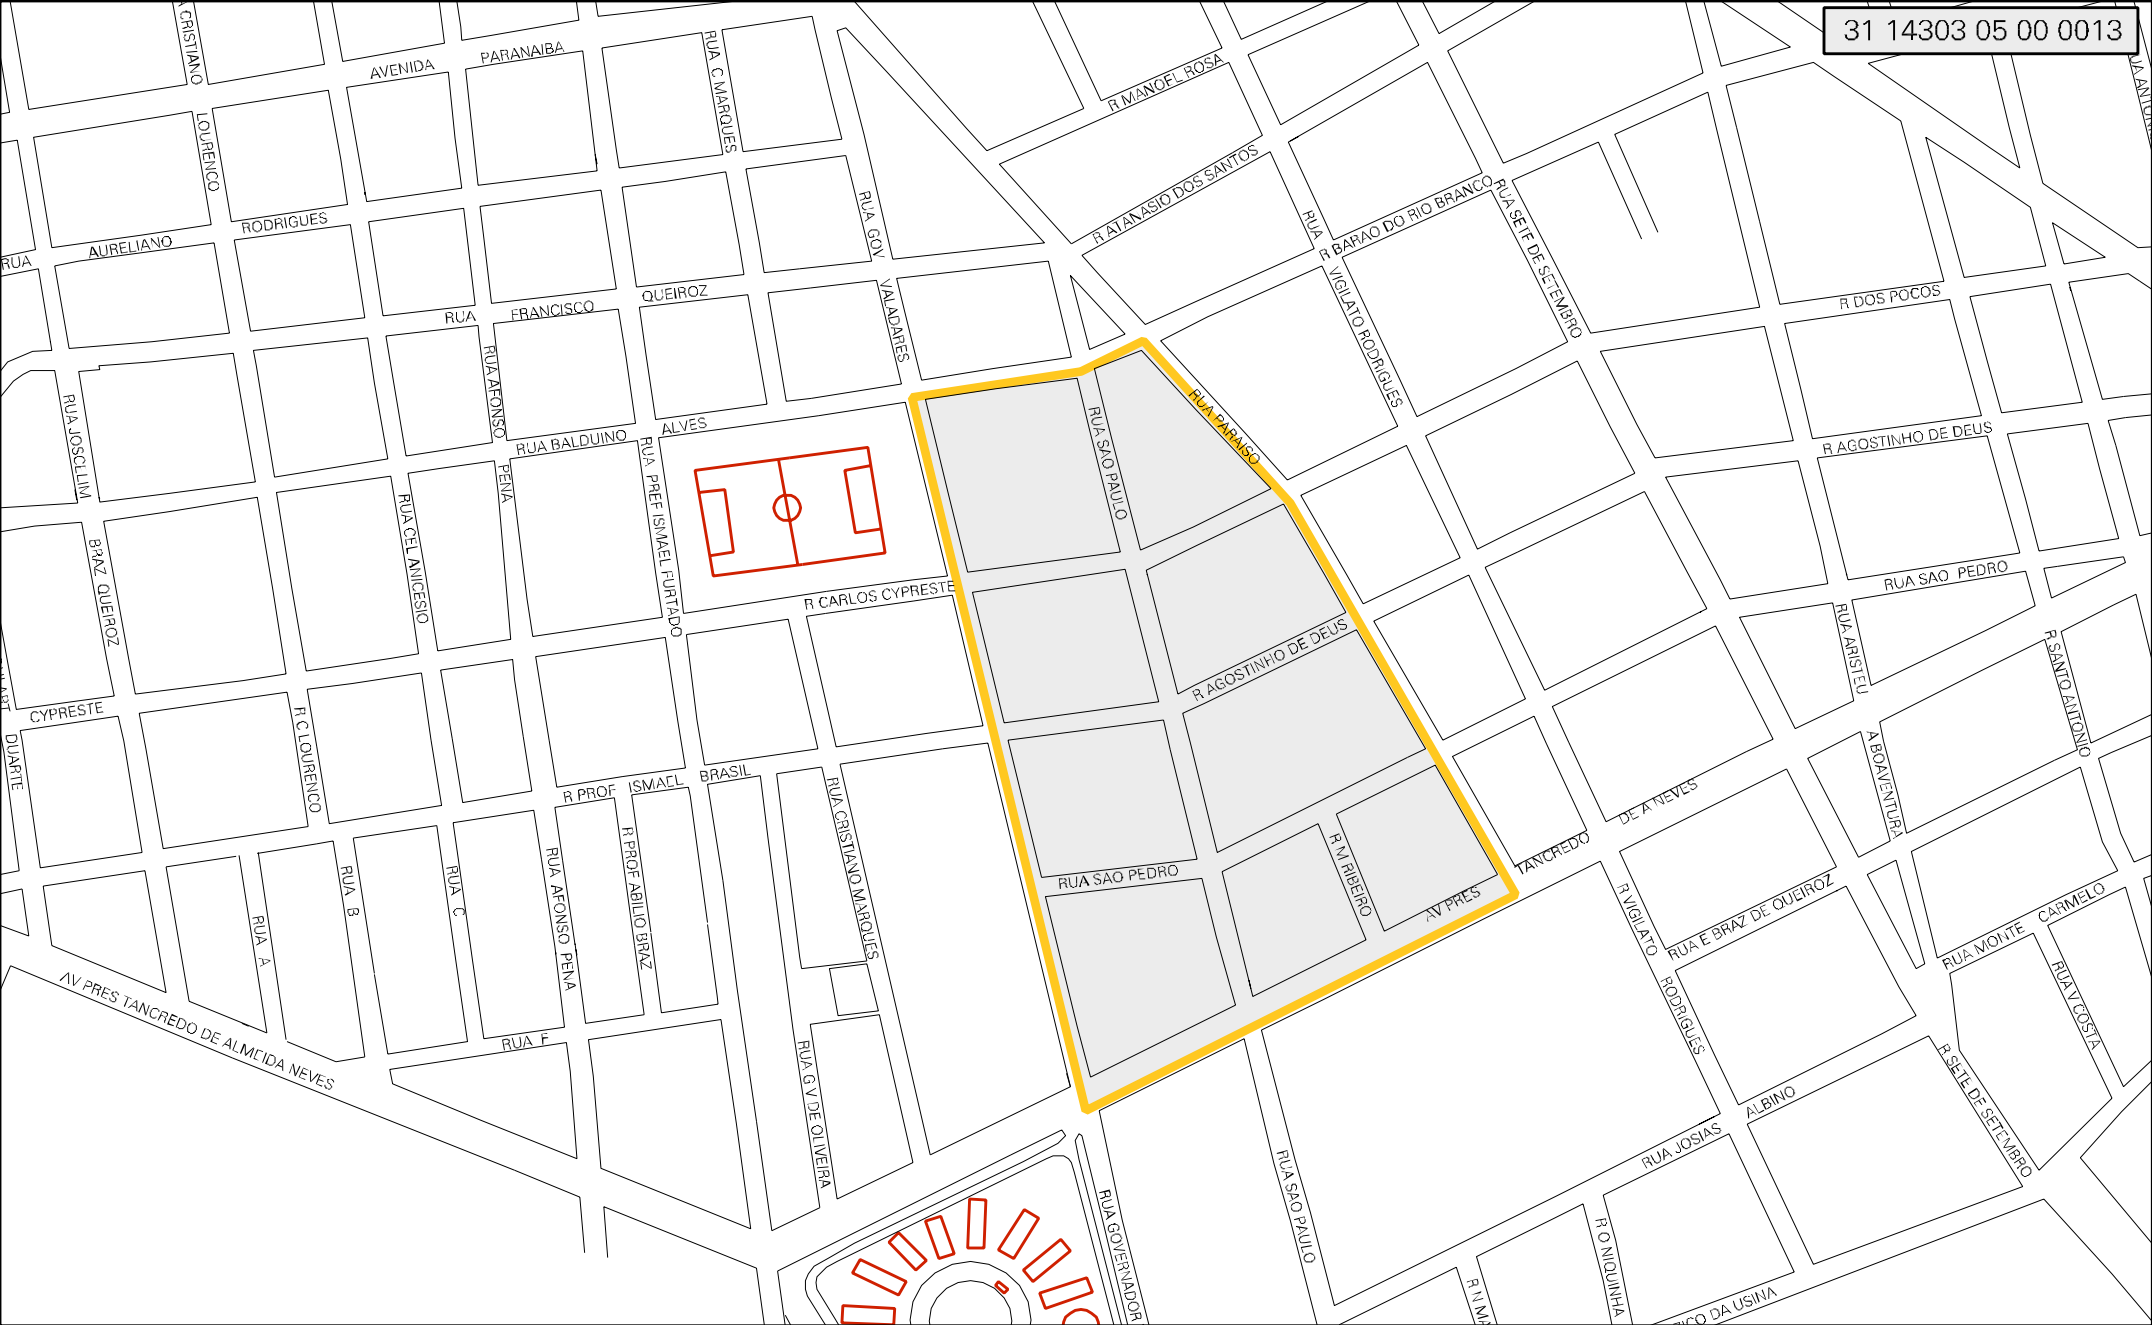 31 14303 05 00 0013
CRISTIANO
LOURENCO
AVENIDA
PARANAIBA
RUA C MARQUES
R MANOEL ROSA
R ATANASIO DOS SANTOS
RUA
VIGILATO RODRIGUES
R BARAO DO RIO BRANCO
RUA SETE DE SETEMBRO
RUA
AURELIANO
RODRIGUES
RUA GOV
VALADARES
RUA
FRANCISCO
QUEIROZ
R DOS POCOS
RUA AFONSO
PENA
RUA BALDUINO
ALVES
RUA JOSCLIM
BRAZ QUEIROZ
RUA CEL ANICESIO
RUA PREF ISMAEL FURTADO
RUA SAO PAULO
RUA PARAISO
R AGOSTINHO DE DEUS
R CARLOS CYPRESTE
RUA SAO PEDRO
RUA ARISTEU
R SANTO ANTONIO
R AGOSTINHO DE DEUS
CYPRESTE
DUARTE
R C LOURENCO
R PROF
ISMAEL
BRASIL
RUA CRISTIANO MARQUES
A BOAVENTURA
DE A NEVES
TANCREDO
AV PRES
R M RIBEIRO
RUA SAO PEDRO
RUA A
RUA B
RUA C
RUA AFONSO PENA
R PROF ABILIO BRAZ
R VIGILATO
RODRIGUES
RUA E BRAZ DE QUEIROZ
RUA MONTE
CARMELO
RUA V COSTA
AV PRES TANCREDO DE ALMEIDA NEVES
RUA F
RUA G V DE OLIVEIRA
R SETE DE SETEMBRO
ALBINO
RUA JOSIAS
RUA GOVERNADOR
RUA SAO PAULO
R O NIQUINHA
R N MA
ICO DA USINA